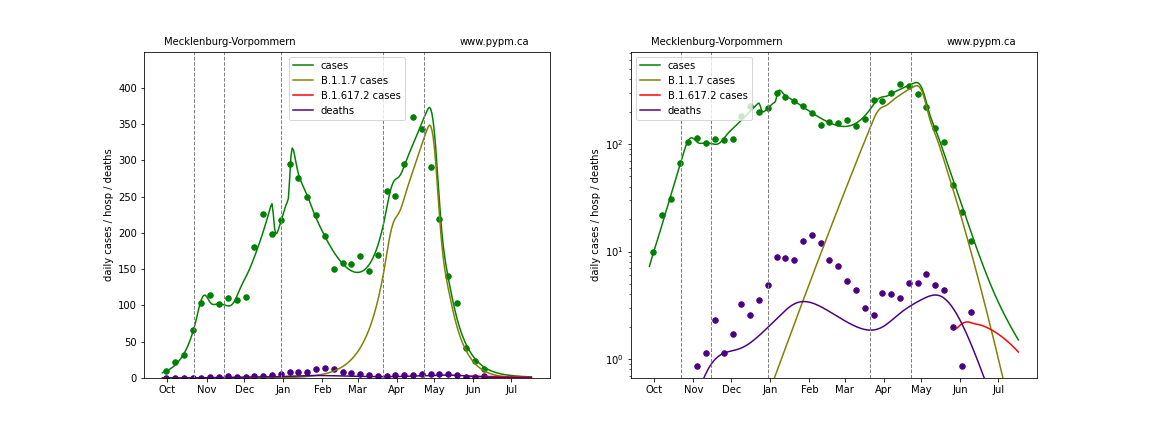 Mecklenburg-Vorpommern www.pypm.ca
cases
B.1.1.7 cases
B.1.617.2 cases
deaths
daily cases / hosp / deaths
400
350
300
250
200
150
100
50
0
Oct Nov Dec Jan Feb Mar Apr May Jun Jul
Mecklenburg-Vorpommern www.pypm.ca
cases
B.1.1.7 cases
B.1.617.2 cases
deaths
daily cases / hosp / deaths
10²
10¹
10⁰
Oct Nov Dec Jan Feb Mar Apr May Jun Jul